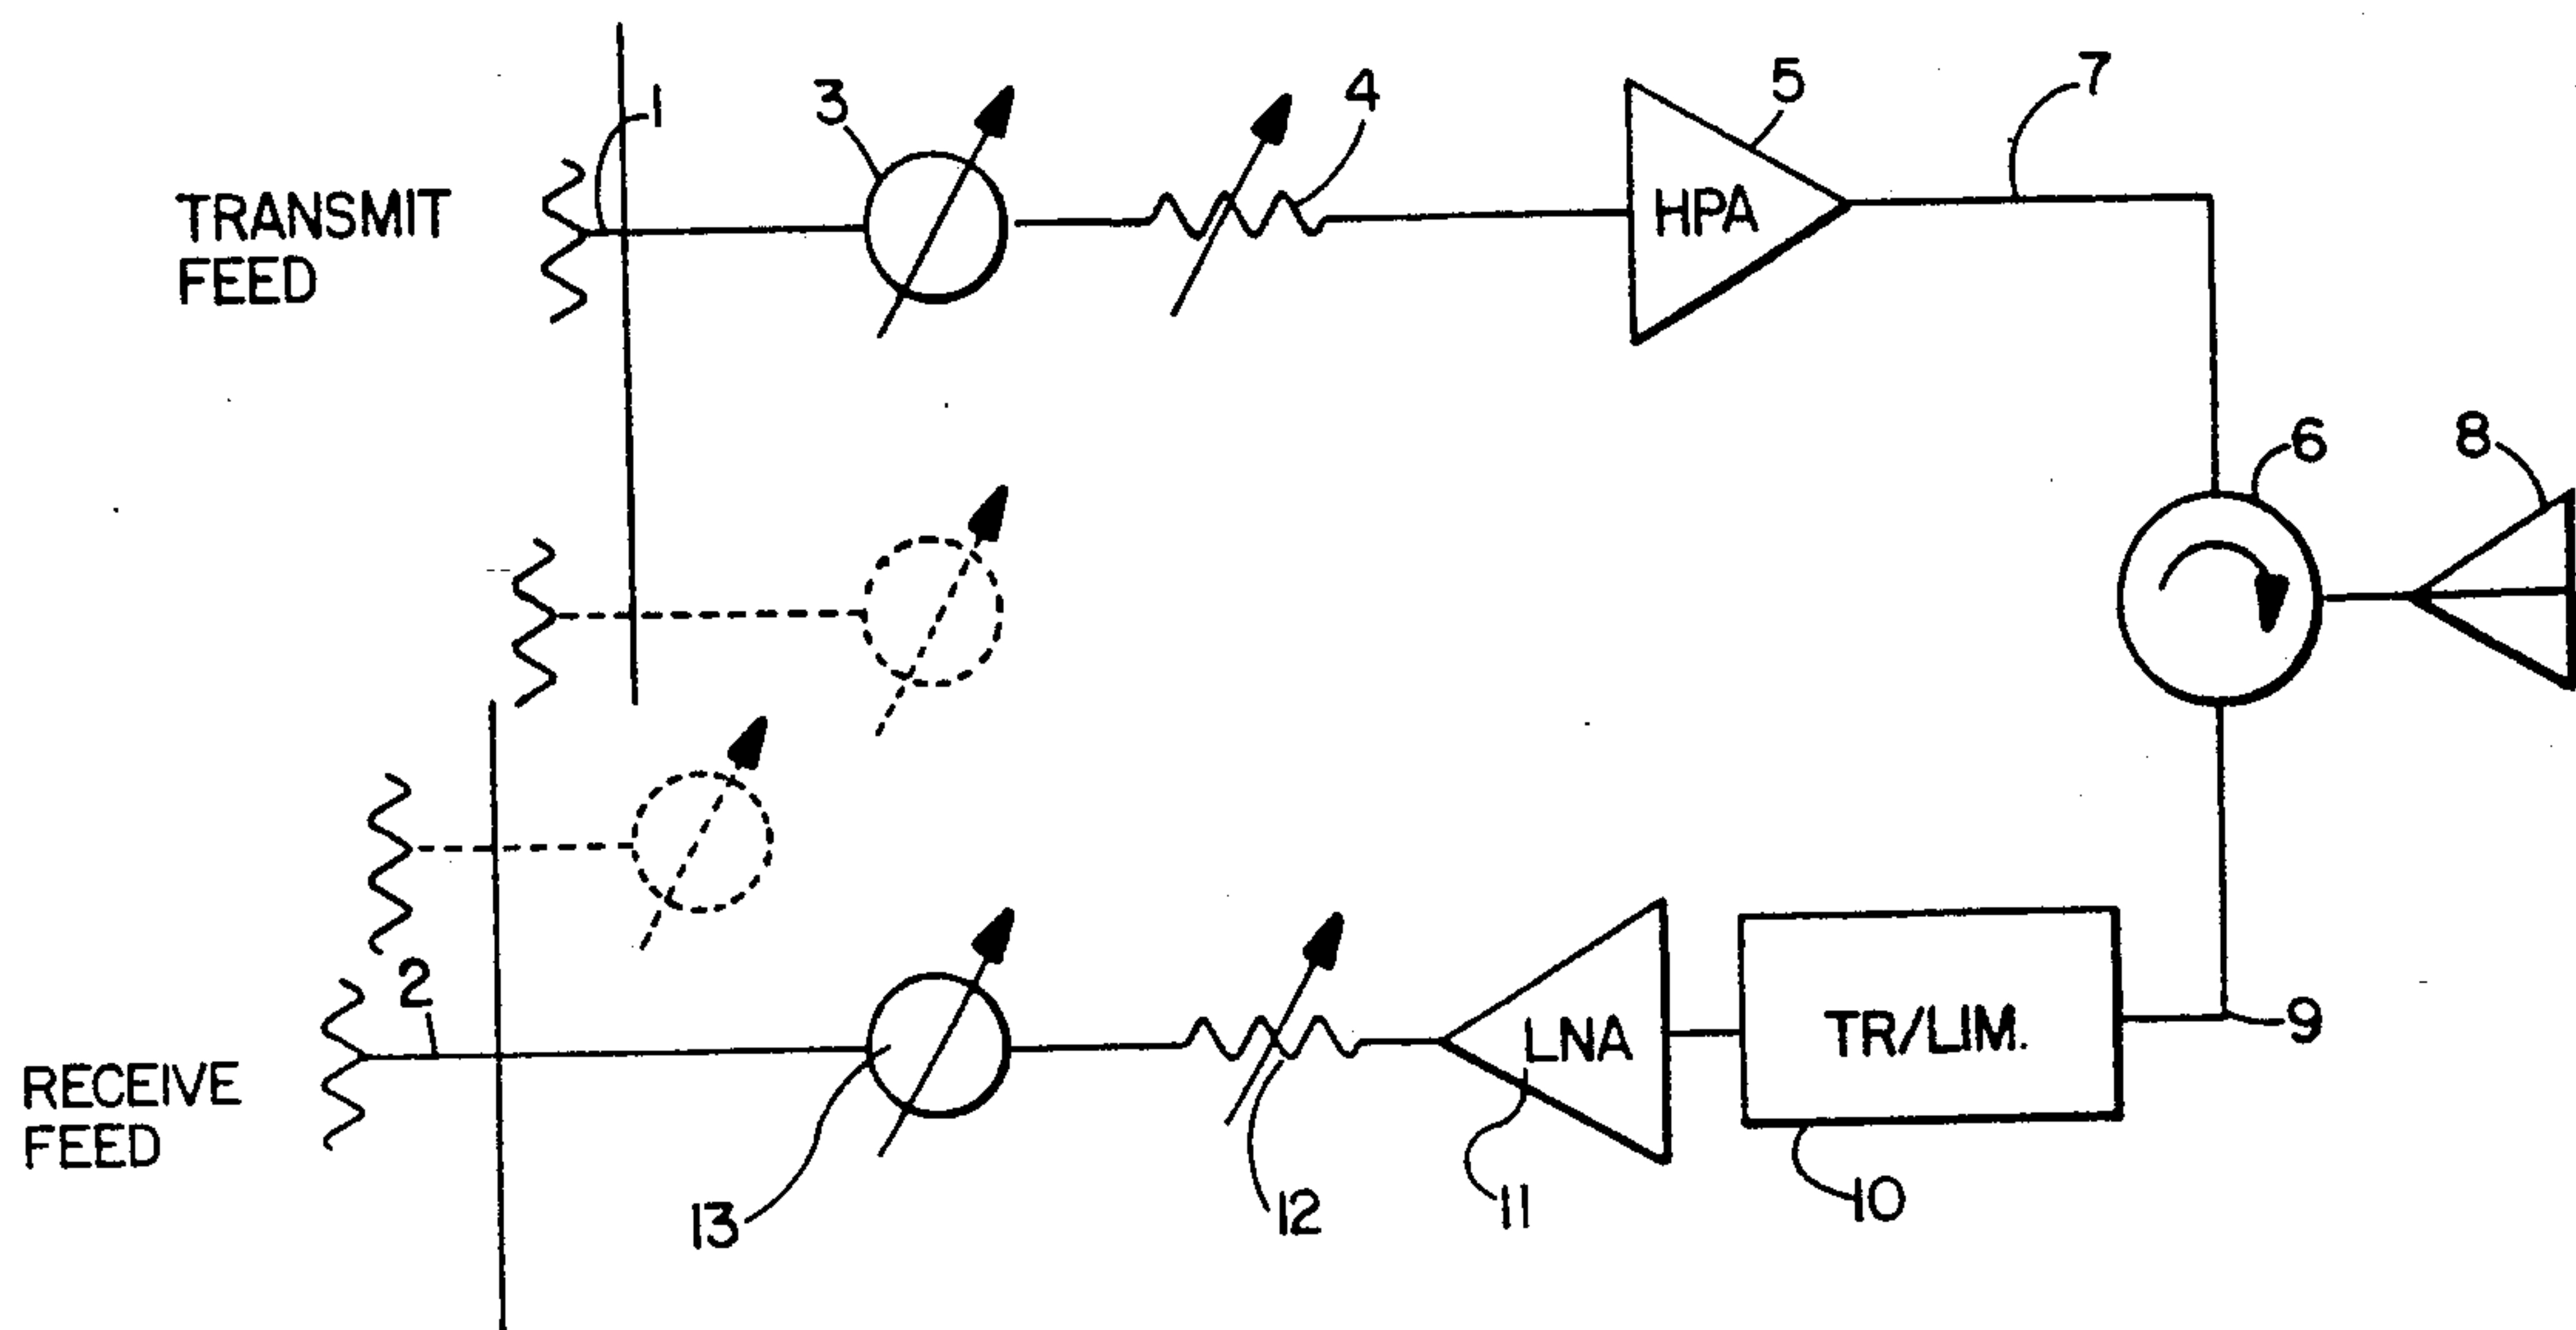 1
3
4
5
7
TRANSMIT
FEED
HPA
6
8
2
RECEIVE
FEED
LNA
TR/LIM.
9
13
12
11
10